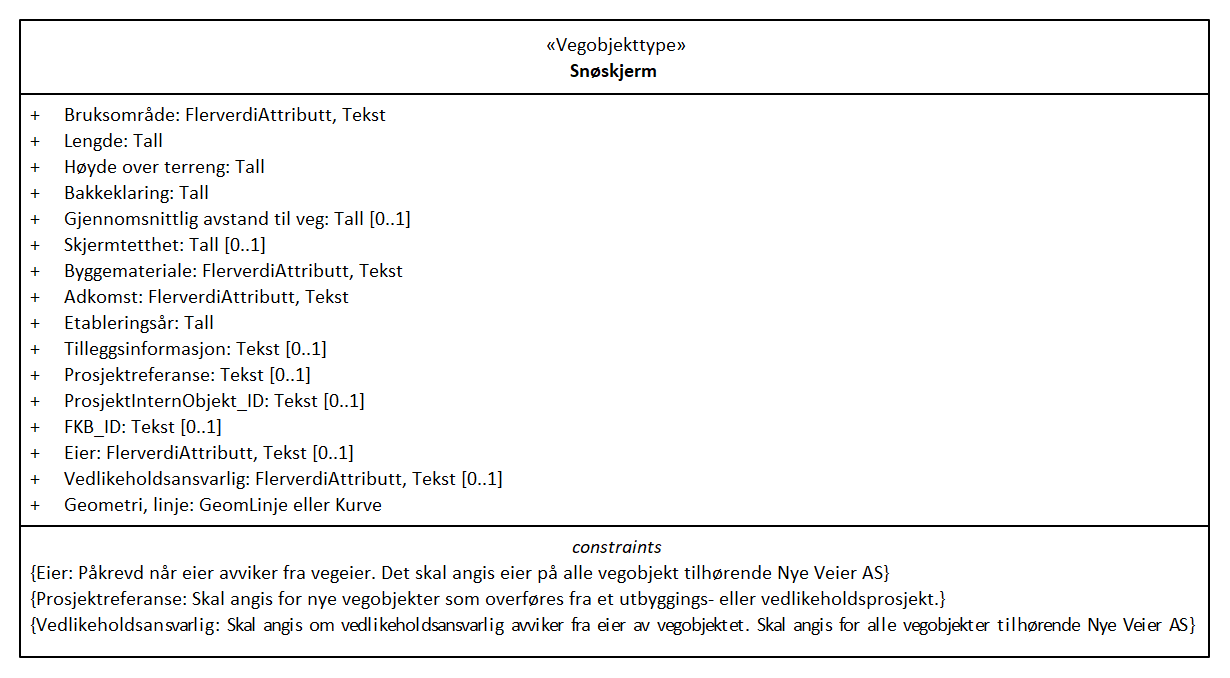 «Vegobjekttype»
Snøskjerm
+ Bruksområde: FlerverdiAttributt, Tekst
+ Lengde: Tall
+ Høyde over terreng: Tall
+ Bakkeklaring: Tall
+ Gjennomsnittlig avstand til veg: Tall [0..1]
+ Skjermtetthet: Tall [0..1]
+ Byggemateriale: FlerverdiAttributt, Tekst
+ Adkomst: FlerverdiAttributt, Tekst
+ Etableringsår: Tall
+ Tilleggsinformasjon: Tekst [0..1]
+ Prosjektreferanse: Tekst [0..1]
+ ProsjektInternObjekt_ID: Tekst [0..1]
+ FKB_ID: Tekst [0..1]
+ Eier: FlerverdiAttributt, Tekst [0..1]
+ Vedlikeholdsansvarlig: FlerverdiAttributt, Tekst [0..1]
+ Geometri, linje: GeomLinje eller Kurve
constraints
{Eier: Påkrevd når eier avviker fra vegeier. Det skal angis eier på alle vegobjekt tilhørende Nye Veier AS}
{Prosjektreferanse: Skal angis for nye vegobjekter som overføres fra et utbyggings- eller vedlikeholdsprosjekt.}
{Vedlikeholdsansvarlig: Skal angis om vedlikeholdsansvarlig avviker fra eier av vegobjektet. Skal angis for alle vegobjekter tilhørende Nye Veier AS}